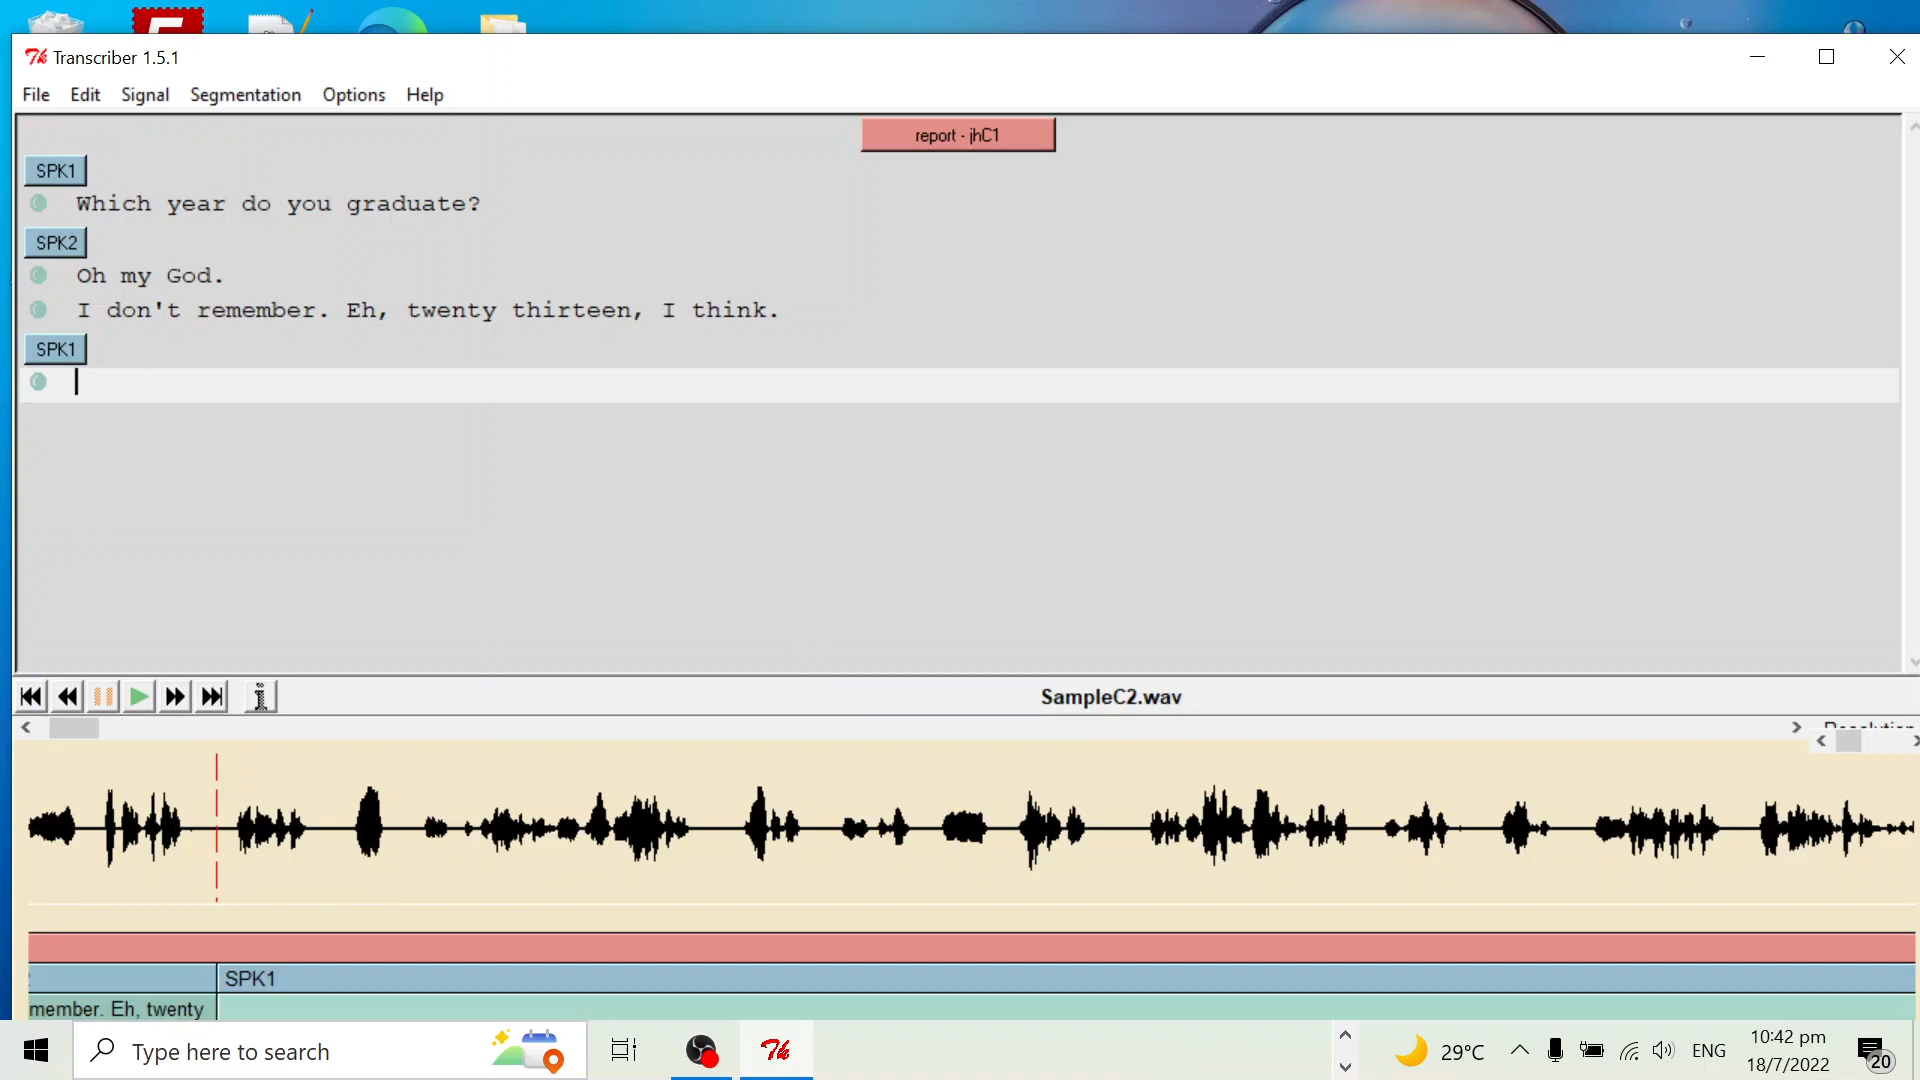 Transcriber 1.5.1
File Edit Signal Segmentation Options Help
report - jhC1
SPK1
Which year do you graduate?
SPK2
Oh my God.
I don't remember. Eh, twenty thirteen, I think.
SPK1
SampleC2.wav
Resolution
SPK1
member. Eh, twenty
Type here to search
29°C
ENG
10:42 pm
18/7/2022
20